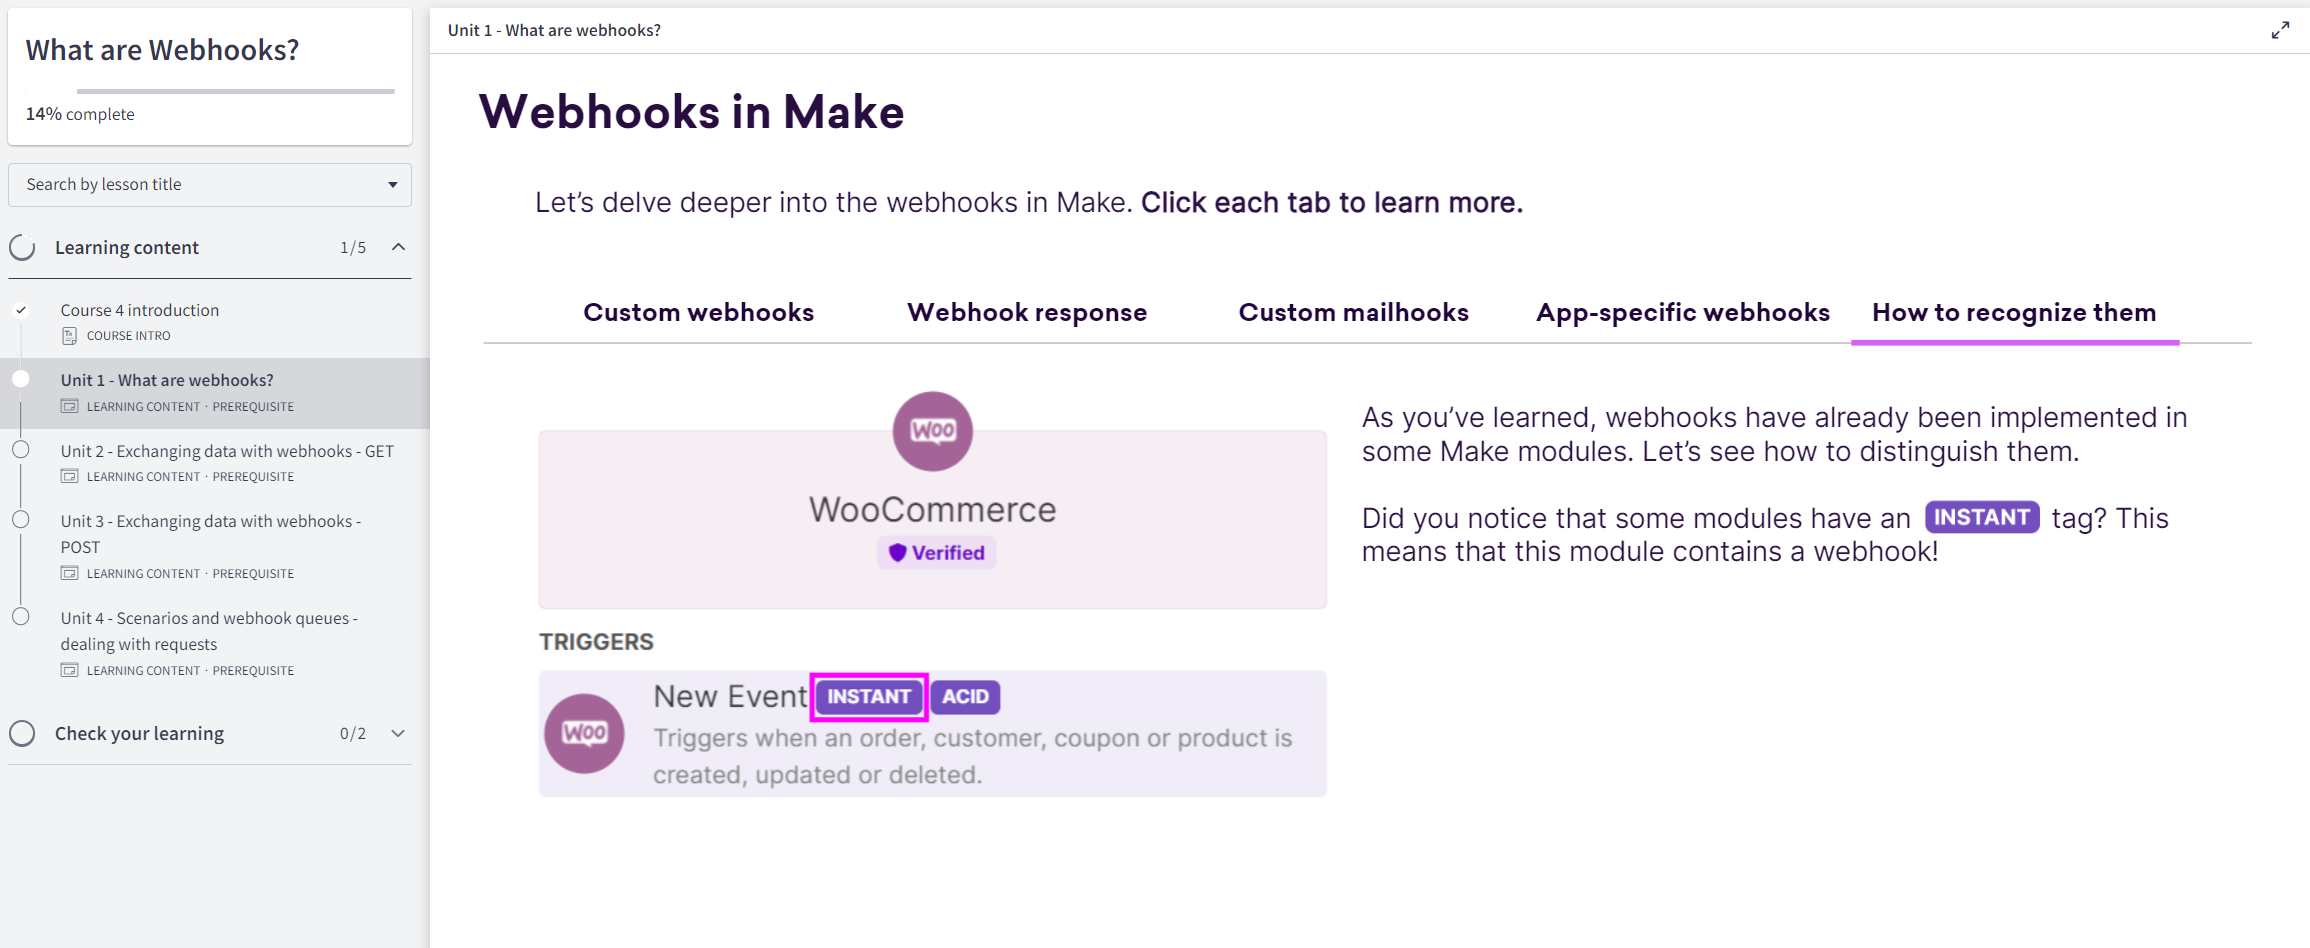 What are Webhooks?
14% complete
Search by lesson title
Learning content 1/5
Course 4 introduction
COURSE INTRO
Unit 1 - What are webhooks?
LEARNING CONTENT · PREREQUISITE
Unit 2 - Exchanging data with webhooks - GET
LEARNING CONTENT · PREREQUISITE
Unit 3 - Exchanging data with webhooks -
POST
LEARNING CONTENT · PREREQUISITE
Unit 4 - Scenarios and webhook queues -
dealing with requests
LEARNING CONTENT · PREREQUISITE
Check your learning 0/2
Unit 1 - What are webhooks?
Webhooks in Make
Let’s delve deeper into the webhooks in Make. Click each tab to learn more.
Custom webhooks Webhook response Custom mailhooks App-specific webhooks How to recognize them
Woo
WooCommerce
Verified
TRIGGERS
Woo
New Event INSTANT ACID
Triggers when an order, customer, coupon or product is
created, updated or deleted.
As you’ve learned, webhooks have already been implemented in
some Make modules. Let’s see how to distinguish them.
Did you notice that some modules have an INSTANT tag? This
means that this module contains a webhook!